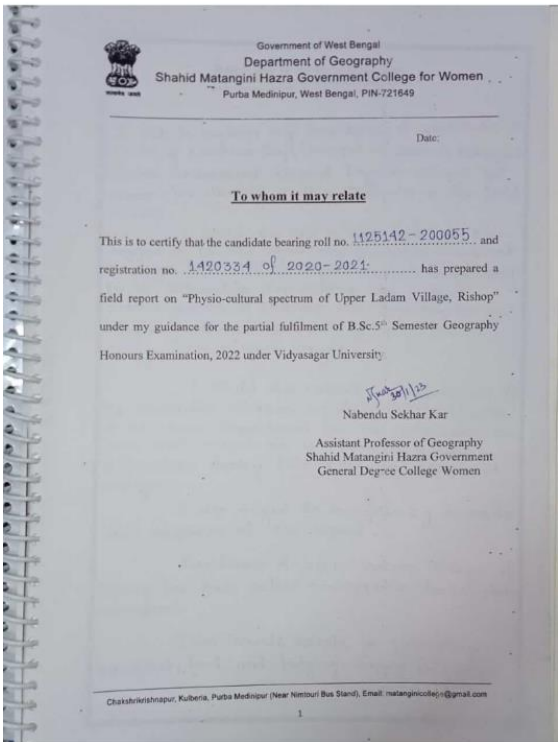 Government of West Bengal
Department of Geography
Shahid Matangini Hazra Government College for Women
Purba Medinipur, West Bengal, PIN-721649
Date:
To whom it may relate
This is to certify that the candidate bearing roll no. 1125142-200055 and
registration no. 1420334 of 2020-2021. has prepared a
field report on “Physio-cultural spectrum of Upper Ladam Village, Rishop”
under my guidance for the partial fulfilment of B.Sc.5th Semester Geography
Honours Examination, 2022 under Vidyasagar University
30/1/23
Nabendu Sekhar Kar
Assistant Professor of Geography
Shahid Matangini Hazra Government
General Degree College Women
Chakshrikrishnapur, Kulberia, Purba Medinipur (Near Nimtouri Bus Stand), Email: matanginicollege@gmail.com
1